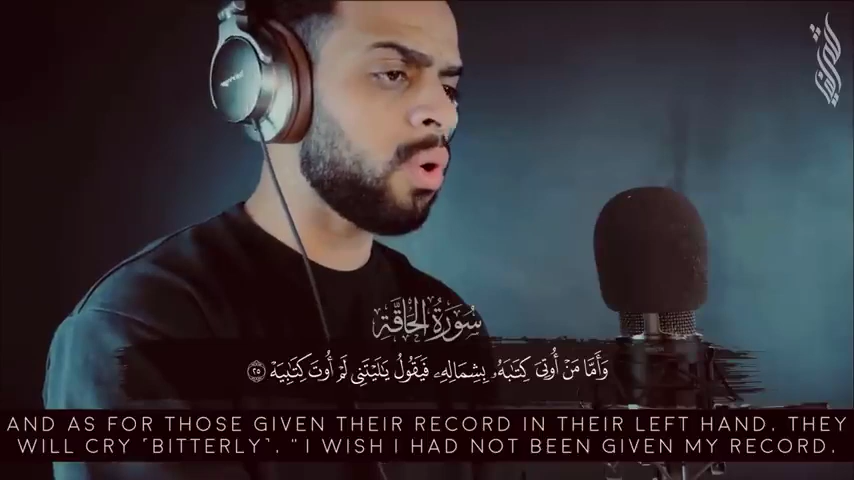 سُورَةُ الْحَاقَّةِ
وَأَمَّا مَنْ أُوتِيَ كِتَٰبَهُۥ بِشِمَالِهِۦ فَيَقُولُ يَٰلَيْتَنِي لَمْ أُوتَ كِتَٰبِيَهْ ٢٥
AND AS FOR THOSE GIVEN THEIR RECORD IN THEIR LEFT HAND, THEY
WILL CRY ˹BITTERLY˺, "I WISH I HAD NOT BEEN GIVEN MY RECORD,